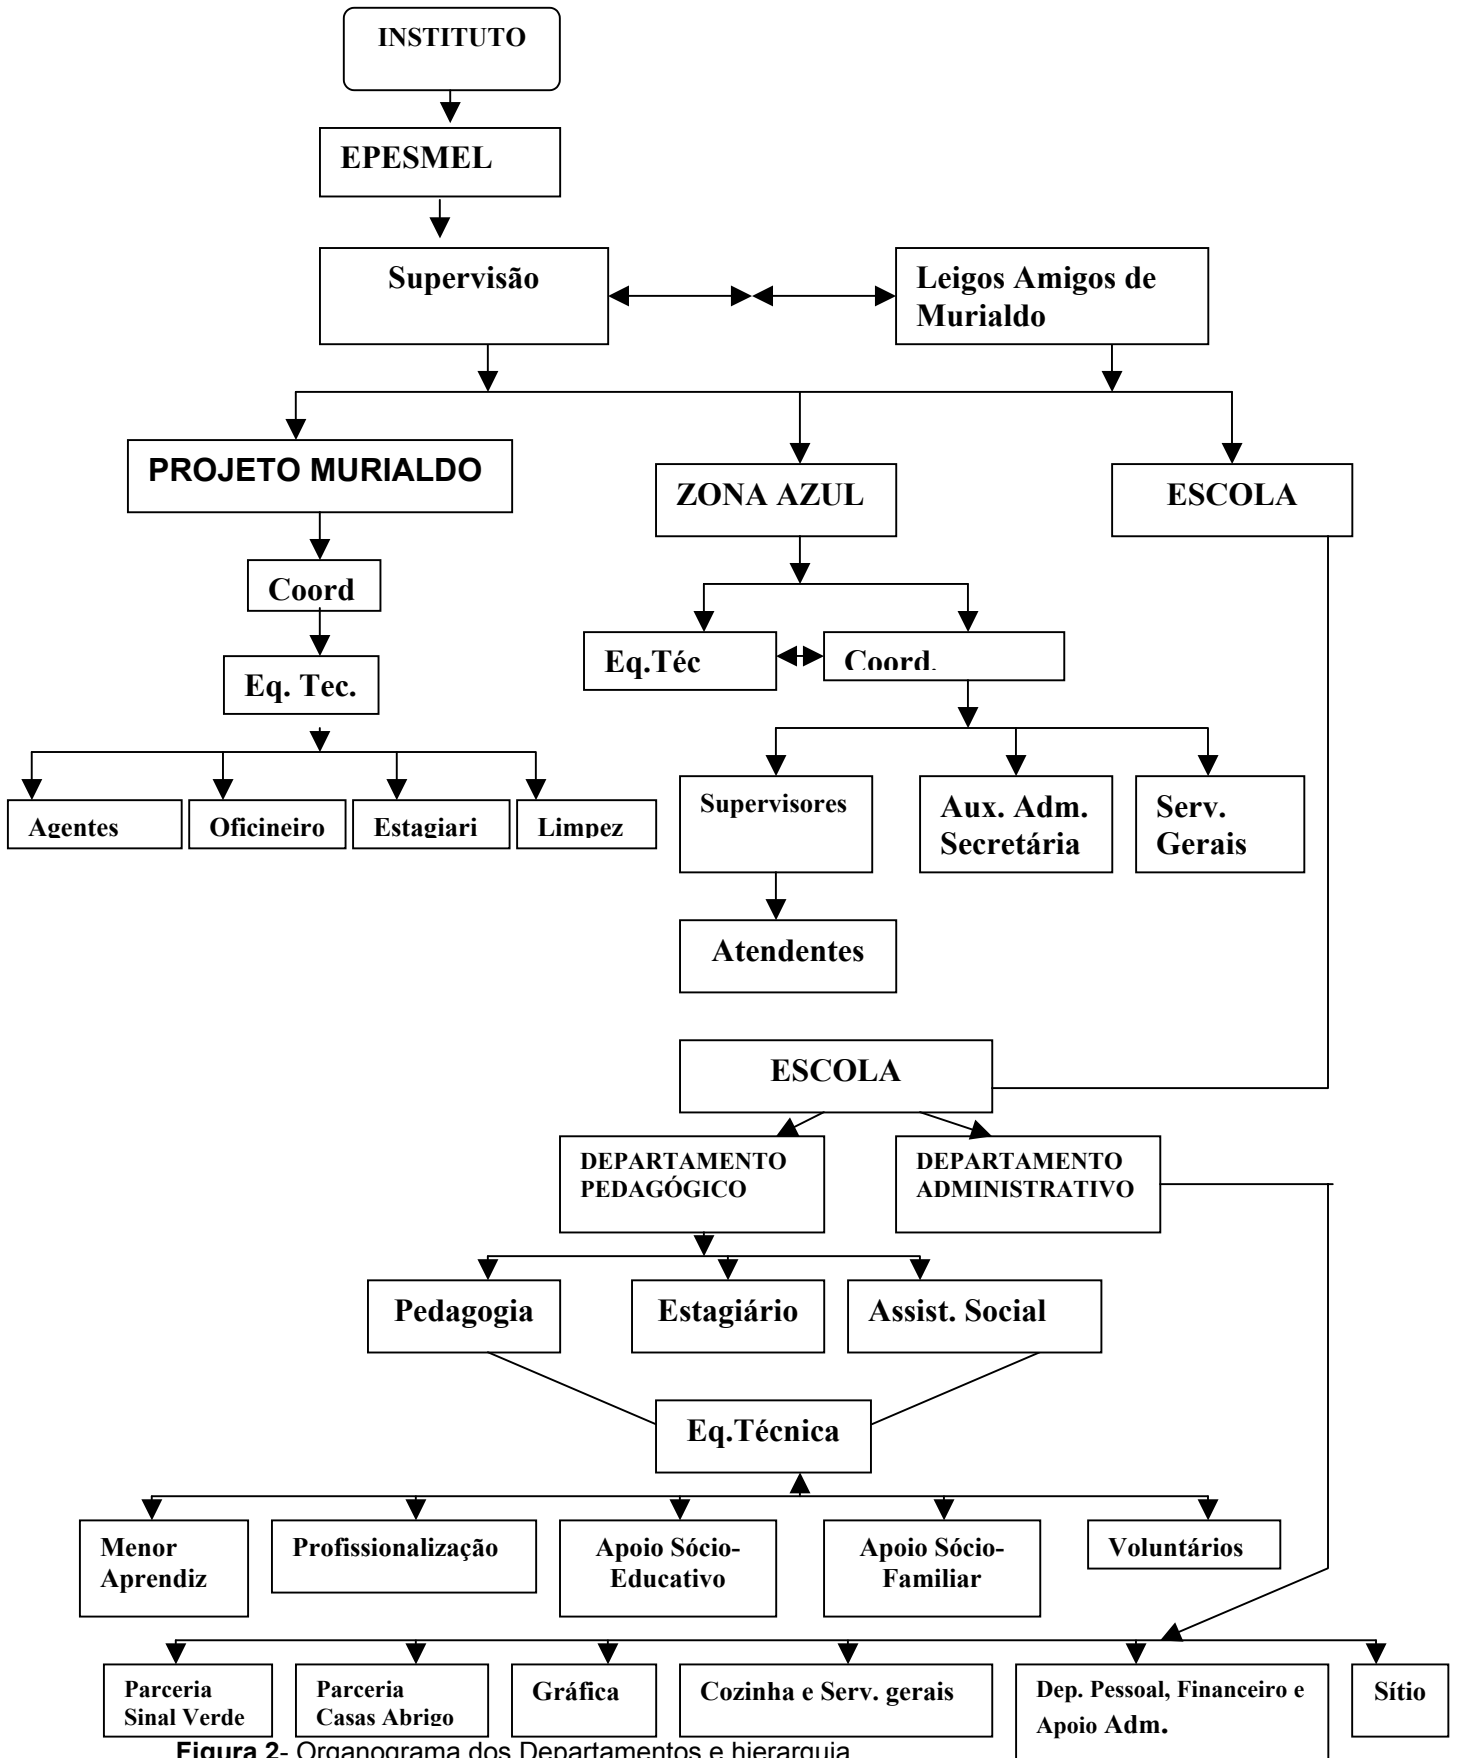 INSTITUTO
EPESMEL
Supervisão
Leigos Amigos de
Murialdo
PROJETO MURIALDO
ZONA AZUL
ESCOLA
Coord
Eq.Téc
Coord.
Eq. Tec.
Agentes
Oficineiro
Estagiari
Limpez
Supervisores
Aux. Adm.
Secretária
Serv.
Gerais
Atendentes
ESCOLA
DEPARTAMENTO
PEDAGÓGICO
DEPARTAMENTO
ADMINISTRATIVO
Pedagogia
Estagiário
Assist. Social
Eq.Técnica
Menor
Aprendiz
Profissionalização
Apoio Sócio-
Educativo
Apoio Sócio-
Familiar
Voluntários
Parceria
Sinal Verde
Parceria
Casas Abrigo
Gráfica
Cozinha e Serv. gerais
Dep. Pessoal, Financeiro e
Apoio Adm.
Sítio
Figura 2- Organograma dos Departamentos e hierarquia